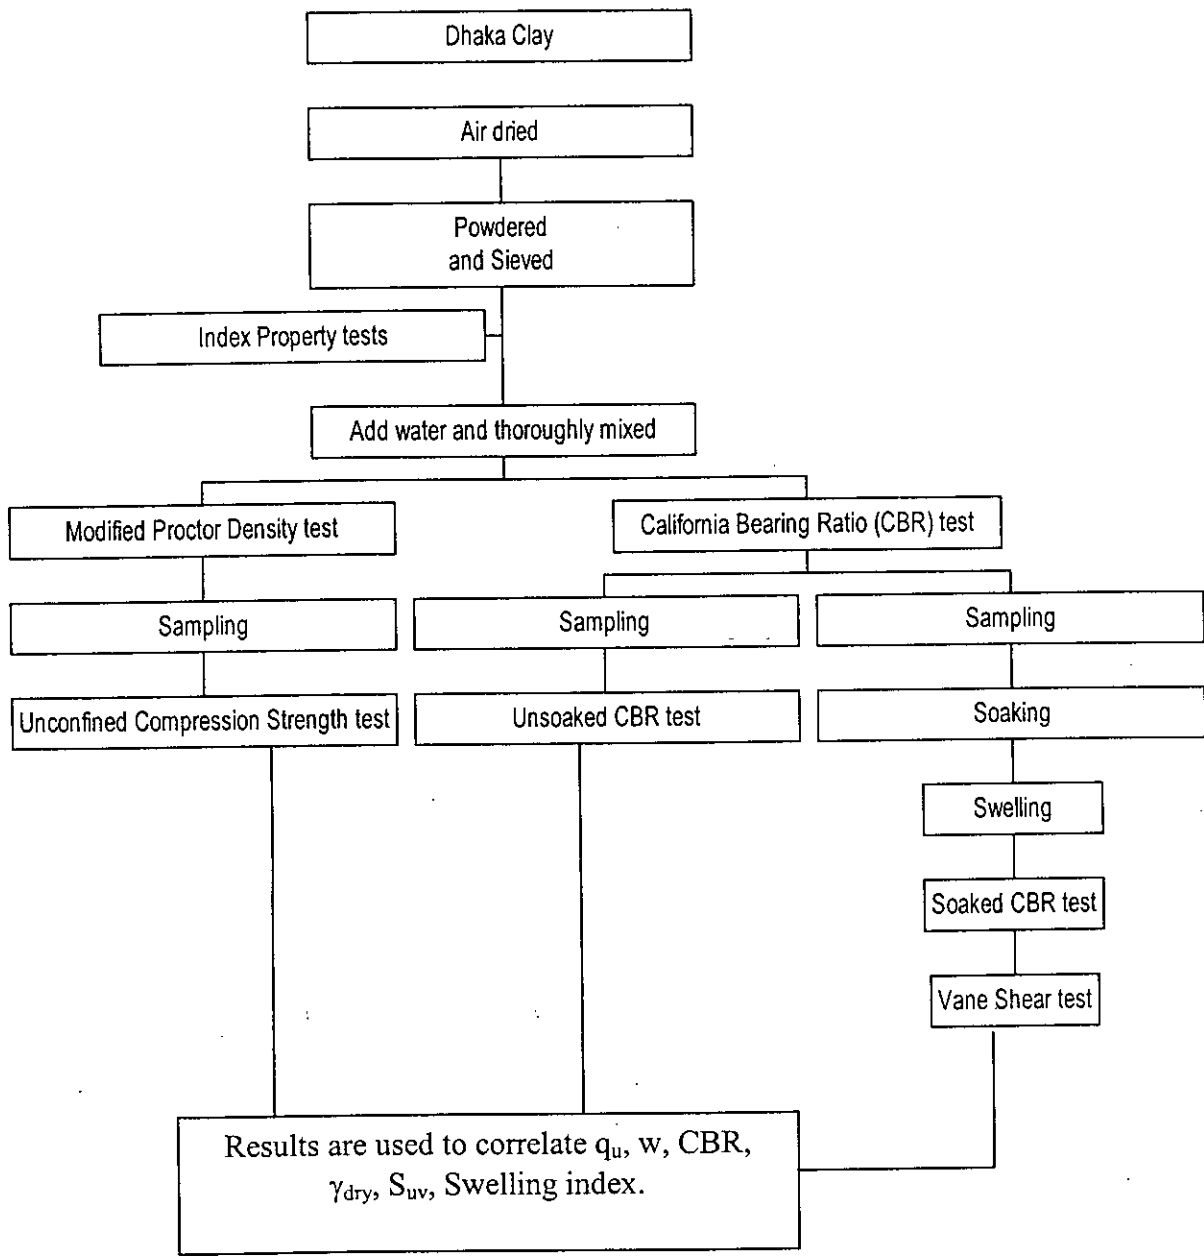 Dhaka Clay
Air dried
Powdered
and Sieved
Index Property tests
Add water and thoroughly mixed
Modified Proctor Density test
California Bearing Ratio (CBR) test
Sampling
Sampling
Sampling
Unconfined Compression Strength test
Unsoaked CBR test
Soaking
Swelling
Soaked CBR test
Vane Shear test
Results are used to correlate qᵤ, w, CBR,
γdry, Suv, Swelling index.